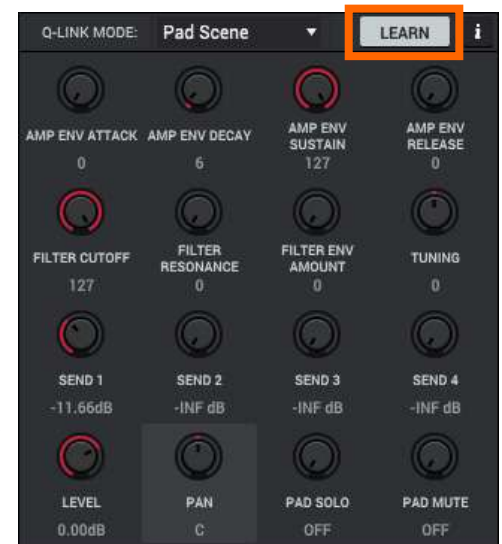 Q-LINK MODE: Pad Scene LEARN i
AMP ENV ATTACK AMP ENV DECAY AMP ENV SUSTAIN AMP ENV RELEASE
0 6 127 0
FILTER CUTOFF FILTER RESONANCE FILTER ENV AMOUNT TUNING
127 0 0 0
SEND 1 SEND 2 SEND 3 SEND 4
-11.66dB -INF dB -INF dB -INF dB
LEVEL PAN PAD SOLO PAD MUTE
0.00dB C OFF OFF